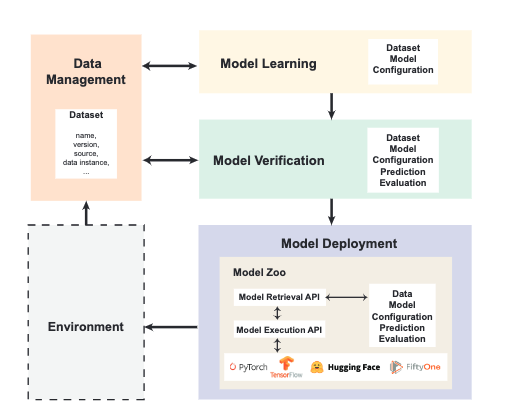 Data
Management
Dataset
name,
version,
source,
data instance,
...
Model Learning
Dataset
Model
Configuration
Model Verification
Dataset
Model
Configuration
Prediction
Evaluation
Environment
Model Deployment
Model Zoo
Model Retrieval API
Model Execution API
Data
Model
Configuration
Prediction
Evaluation
PyTorch
TensorFlow
Hugging Face
FiftyOne